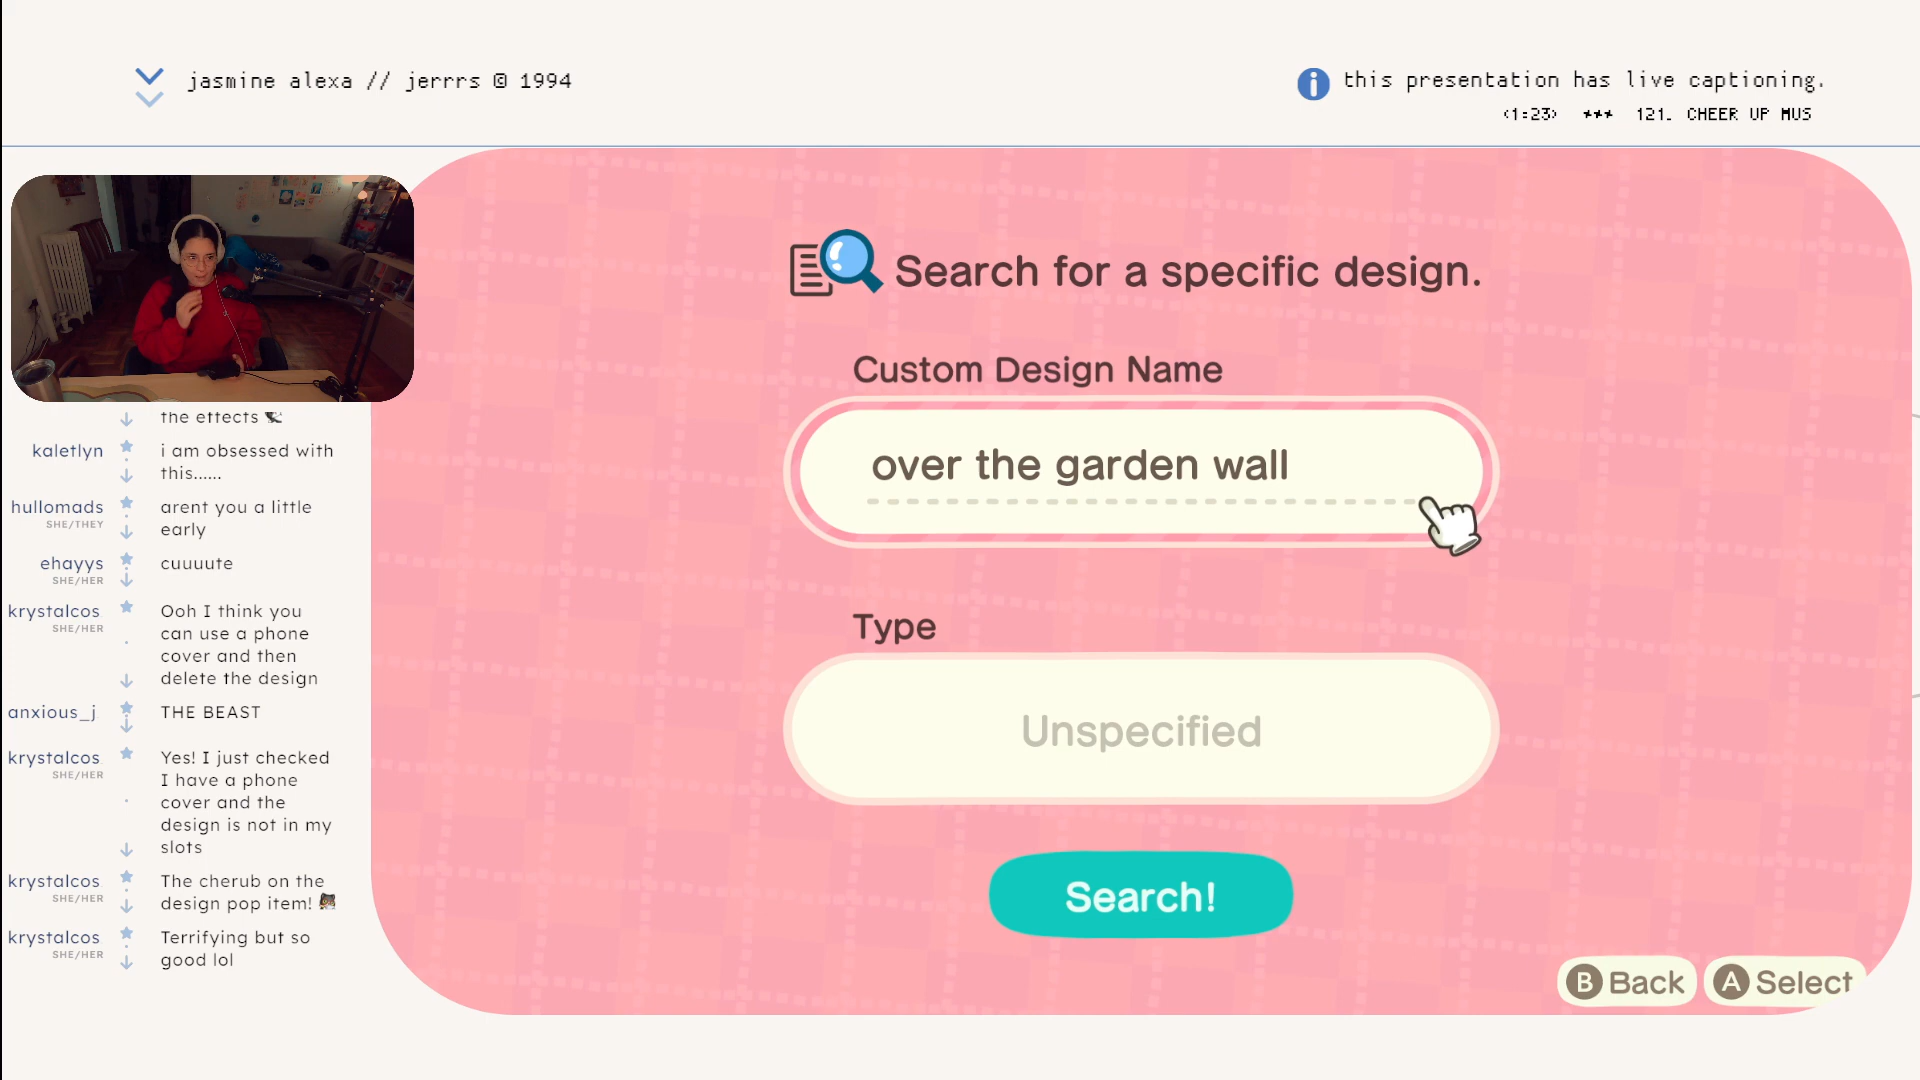 jasmine alexa // jerrrs @ 1994
this presentation has live captioning.
<1:23> *** 121. CHEER UP MUS
the effects
kaletlyn
i am obsessed with
this......
hullomads
SHE/THEY
arent you a little
early
ehayys
SHE/HER
cuuuute
krystalcos
SHE/HER
Ooh I think you
can use a phone
cover and then
delete the design
anxious_j
THE BEAST
krystalcos
SHE/HER
Yes! I just checked
I have a phone
cover and the
design is not in my
slots
krystalcos
SHE/HER
The cherub on the
design pop item!
krystalcos
SHE/HER
Terrifying but so
good lol
Search for a specific design.
Custom Design Name
over the garden wall
Type
Unspecified
Search!
B Back
A Select